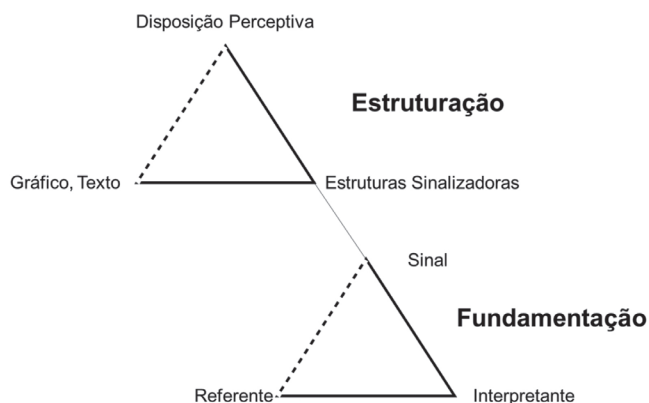 Disposição Perceptiva
Estruturação
Gráfico, Texto
Estruturas Sinalizadoras
Sinal
Fundamentação
Referente
Interpretante